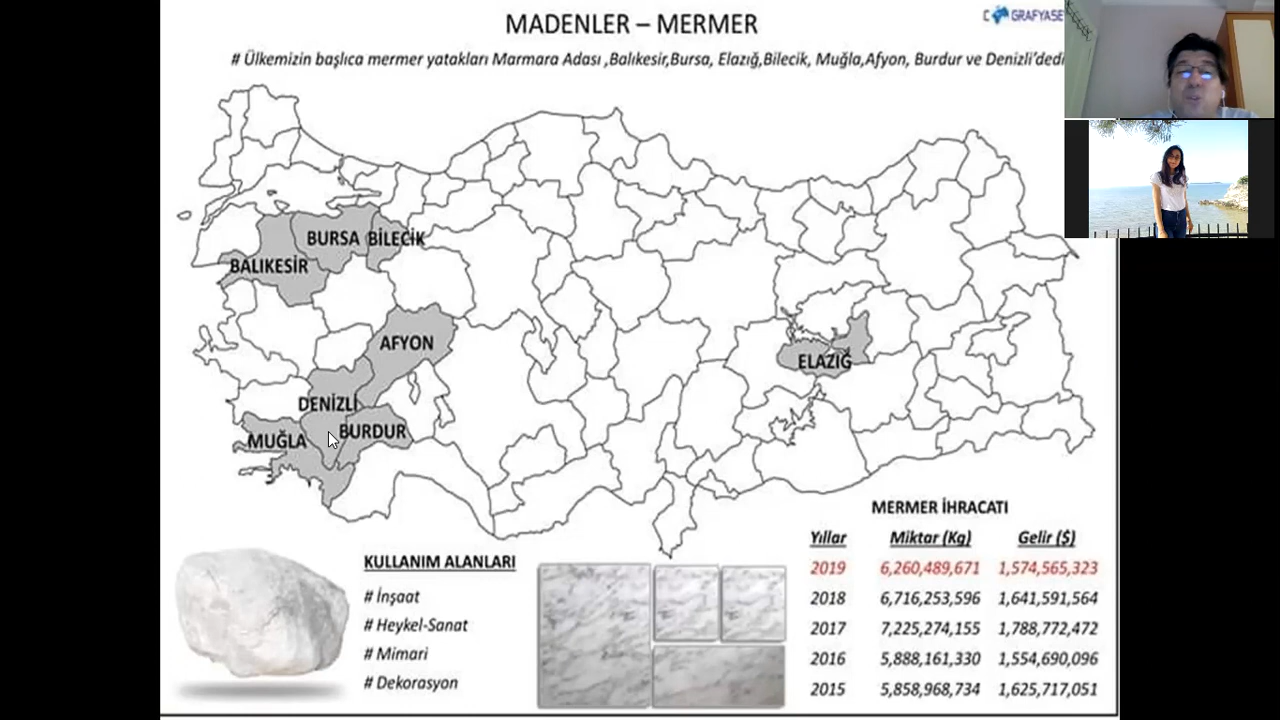 MADENLER – MERMER
C GRAFYASE
# Ülkemizin başlıca mermer yatakları Marmara Adası ,Balıkesir,Bursa, Elazığ,Bilecik, Muğla,Afyon, Burdur ve Denizli'dedi
BURSA BİLECİK
BALIKESİR
AFYON
ELAZIĞ
DENİZLİ
BURDUR
MUĞLA
MERMER İHRACATI
Yıllar Miktar (Kg) Gelir ($)
2019 6,260,489,671 1,574,565,323
2018 6,716,253,596 1,641,591,564
2017 7,225,274,155 1,788,772,472
2016 5,888,161,330 1,554,690,096
2015 5,858,968,734 1,625,717,051
KULLANIM ALANLARI
# İnşaat
# Heykel-Sanat
# Mimari
# Dekorasyon